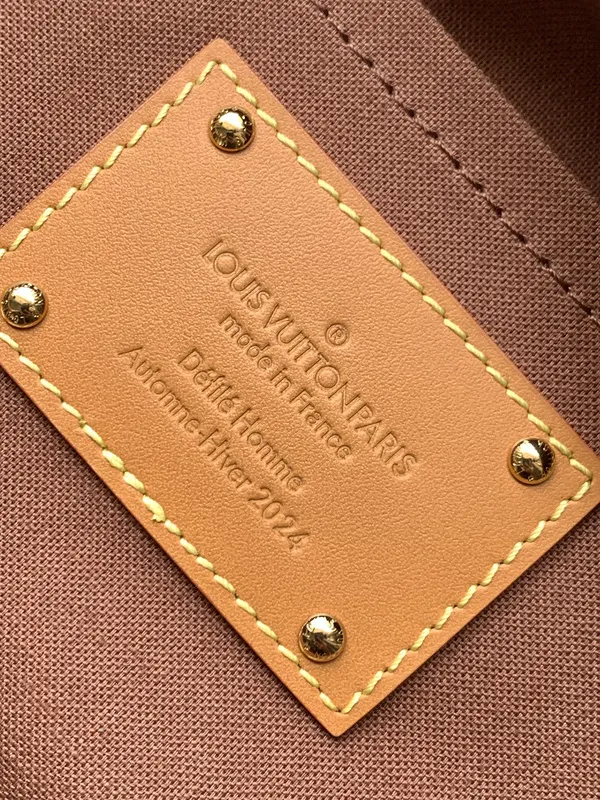 ®
LOUIS VUITTON PARIS
made in France
Défilé Homme
Automne-Hiver 2024